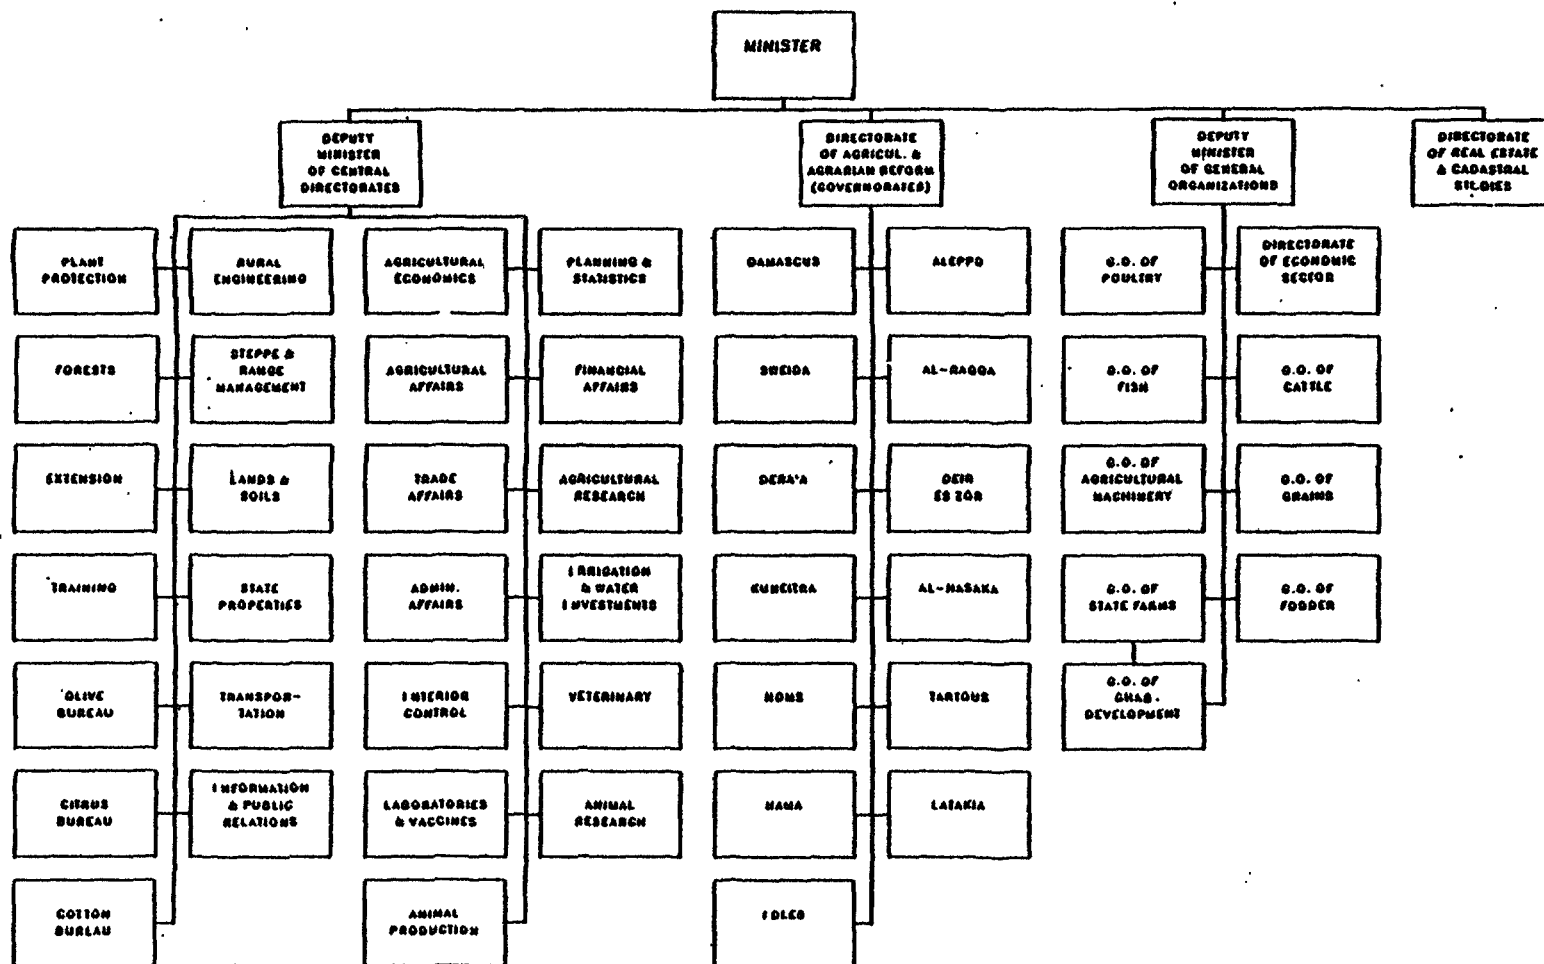 MINISTER
DEPUTY
MINISTER
OF CENTRAL
DIRECTORATES
DIRECTORATE
OF AGRICUL. &
AGRARIAN REFORM
(GOVERNORATES)
DEPUTY
MINISTER
OF GENERAL
ORGANIZATIONS
DIRECTORATE
OF REAL ESTATE
& CADASTRAL
STUDIES
PLANT
PROTECTION
RURAL
ENGINEERING
AGRICULTURAL
ECONOMICS
PLANNING &
STATISTICS
DAMASCUS
ALEPPO
G.O. OF
POULTRY
DIRECTORATE
OF ECONOMIC
SECTOR
FORESTS
STEPPE &
RANGE
MANAGEMENT
AGRICULTURAL
AFFAIRS
FINANCIAL
AFFAIRS
SWEIDA
AL-RAQQA
G.O. OF
FISH
G.O. OF
CATTLE
EXTENSION
LANDS &
SOILS
TRADE
AFFAIRS
AGRICULTURAL
RESEARCH
DERA'A
DEIR
ES ZOR
G.O. OF
AGRICULTURAL
MACHINERY
G.O. OF
GRAINS
TRAINING
STATE
PROPERTIES
ADMIN.
AFFAIRS
IRRIGATION
& WATER
INVESTMENTS
KUNEITRA
AL-HASAKA
G.O. OF
STATE FARMS
G.O. OF
FODDER
OLIVE
BUREAU
TRANSPOR-
TATION
INTERIOR
CONTROL
VETERINARY
HOMS
TARTOUS
G.O. OF
GHAB-
DEVELOPMENT
CITRUS
BUREAU
INFORMATION
& PUBLIC
RELATIONS
LABORATORIES
& VACCINES
ANIMAL
RESEARCH
HAMA
LATAKIA
COTTON
BUREAU
ANIMAL
PRODUCTION
IDLEB